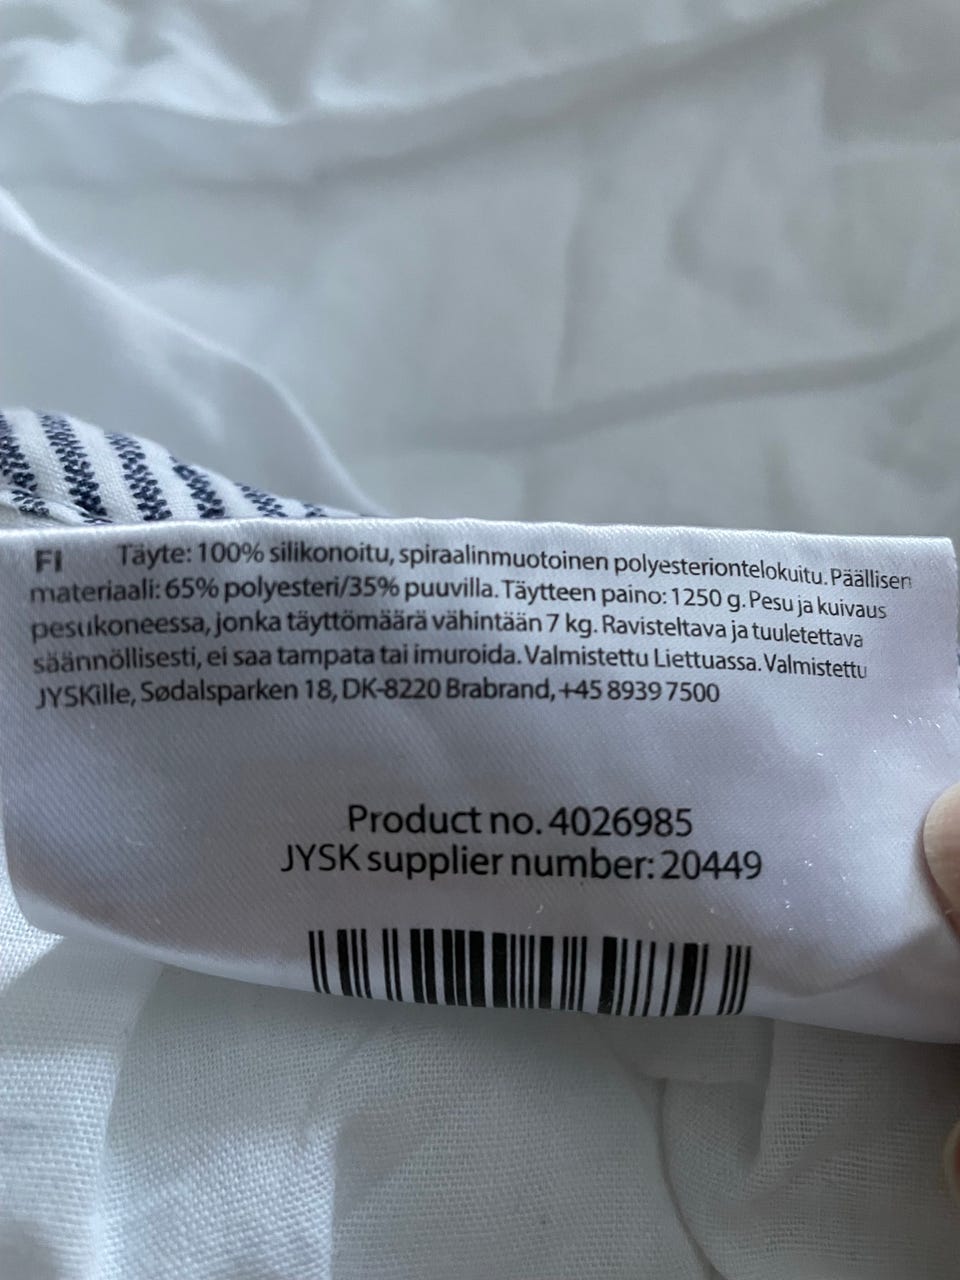 FI Täyte: 100% silikonoitu, spiraalinmuotoinen polyesteriontelokuitu. Päällisen
materiaali: 65% polyesteri/35% puuvilla. Täytteen paino: 1250 g. Pesu ja kuivaus
pesukoneessa, jonka täyttömäärä vähintään 7 kg. Ravisteltava ja tuuletettava
säännöllisesti, ei saa tampata tai imuroida. Valmistettu Liettuassa. Valmistettu
JYSKille, Sødalsparken 18, DK-8220 Brabrand, +45 8939 7500
Product no. 4026985
JYSK supplier number: 20449